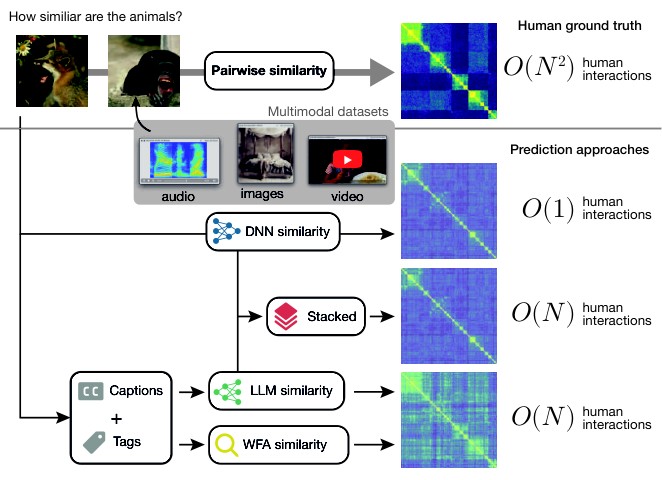 How similiar are the animals?
Pairwise similarity
Human ground truth
O(N²) human
interactions
Multimodal datasets
audio
images
video
Prediction approaches
O(1) human
interactions
DNN similarity
Stacked
O(N) human
interactions
CC Captions
+
Tags
LLM similarity
WFA similarity
O(N) human
interactions